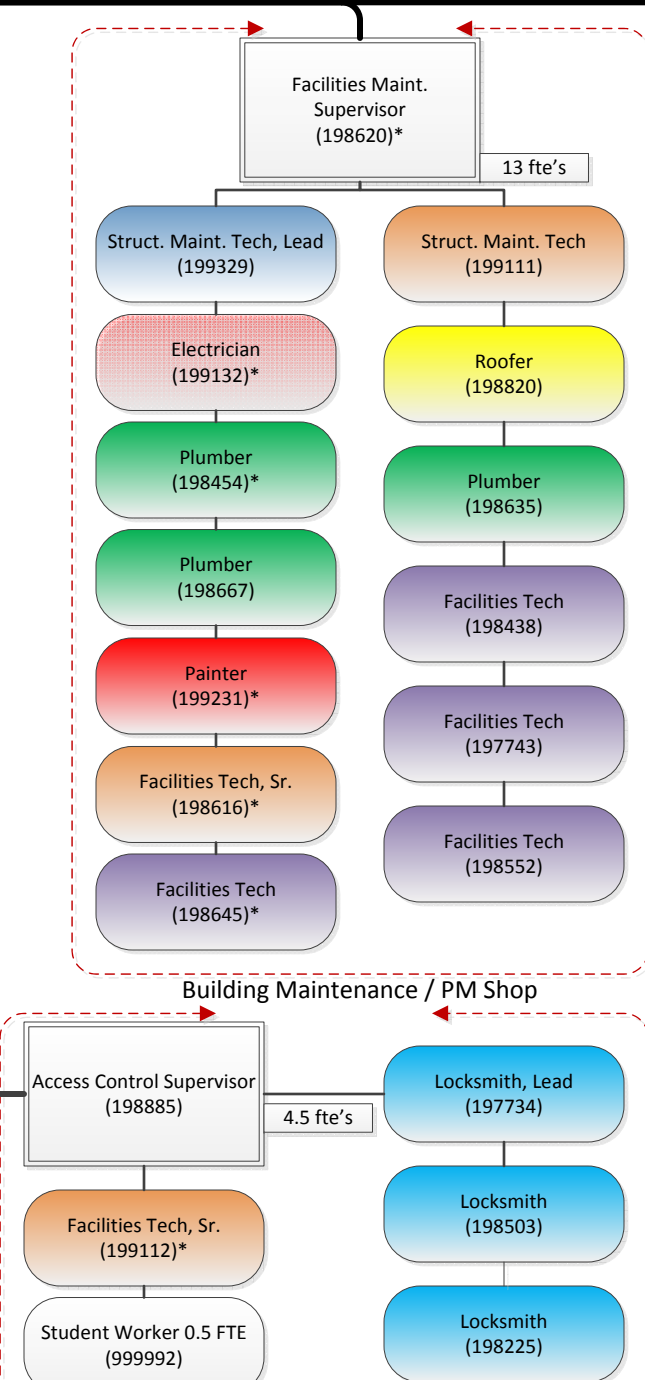 Facilities Maint.
Supervisor
(198620)*
13 fte's
Struct. Maint. Tech, Lead
(199329)
Electrician
(199132)*
Plumber
(198454)*
Plumber
(198667)
Painter
(199231)*
Facilities Tech, Sr.
(198616)*
Facilities Tech
(198645)*
Struct. Maint. Tech
(199111)
Roofer
(198820)
Plumber
(198635)
Facilities Tech
(198438)
Facilities Tech
(197743)
Facilities Tech
(198552)
Building Maintenance / PM Shop
Access Control Supervisor
(198885)
4.5 fte's
Facilities Tech, Sr.
(199112)*
Student Worker 0.5 FTE
(999992)
Locksmith, Lead
(197734)
Locksmith
(198503)
Locksmith
(198225)